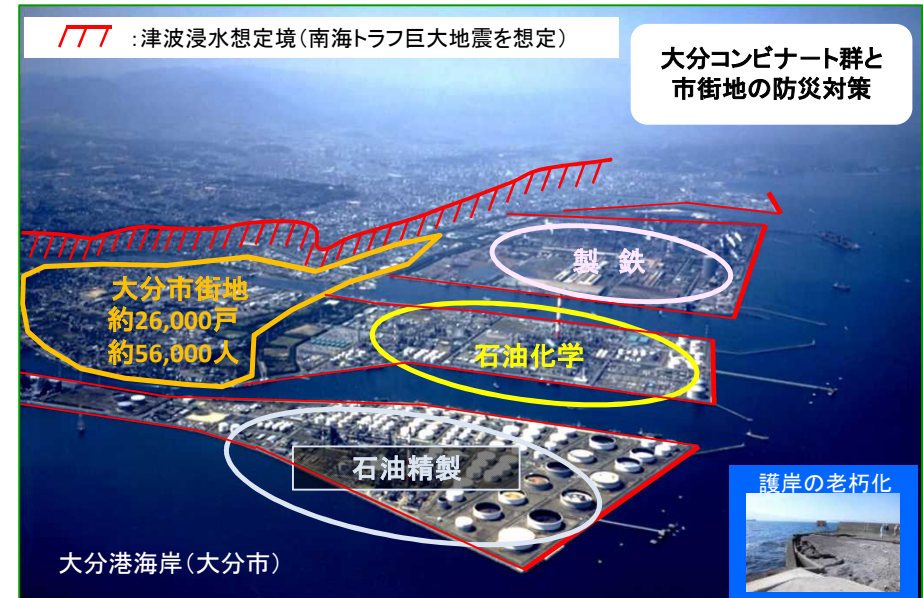 :津波浸水想定境(南海トラフ巨大地震を想定)
大分コンビナート群と
市街地の防災対策
製 鉄
大分市街地
約26,000戸
約56,000人
石油化学
石油精製
護岸の老朽化
大分港海岸(大分市)